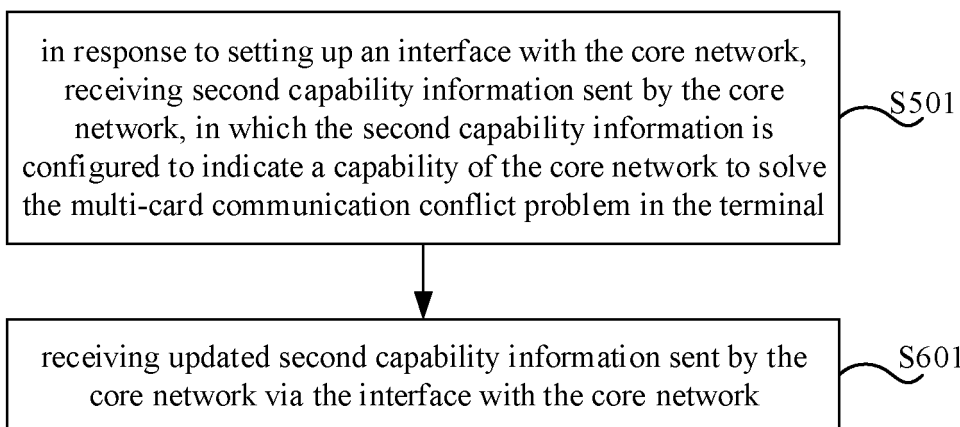 in response to setting up an interface with the core network,
receiving second capability information sent by the core
network, in which the second capability information is
configured to indicate a capability of the core network to solve
the multi-card communication conflict problem in the terminal
S501
receiving updated second capability information sent by the
core network via the interface with the core network
S601